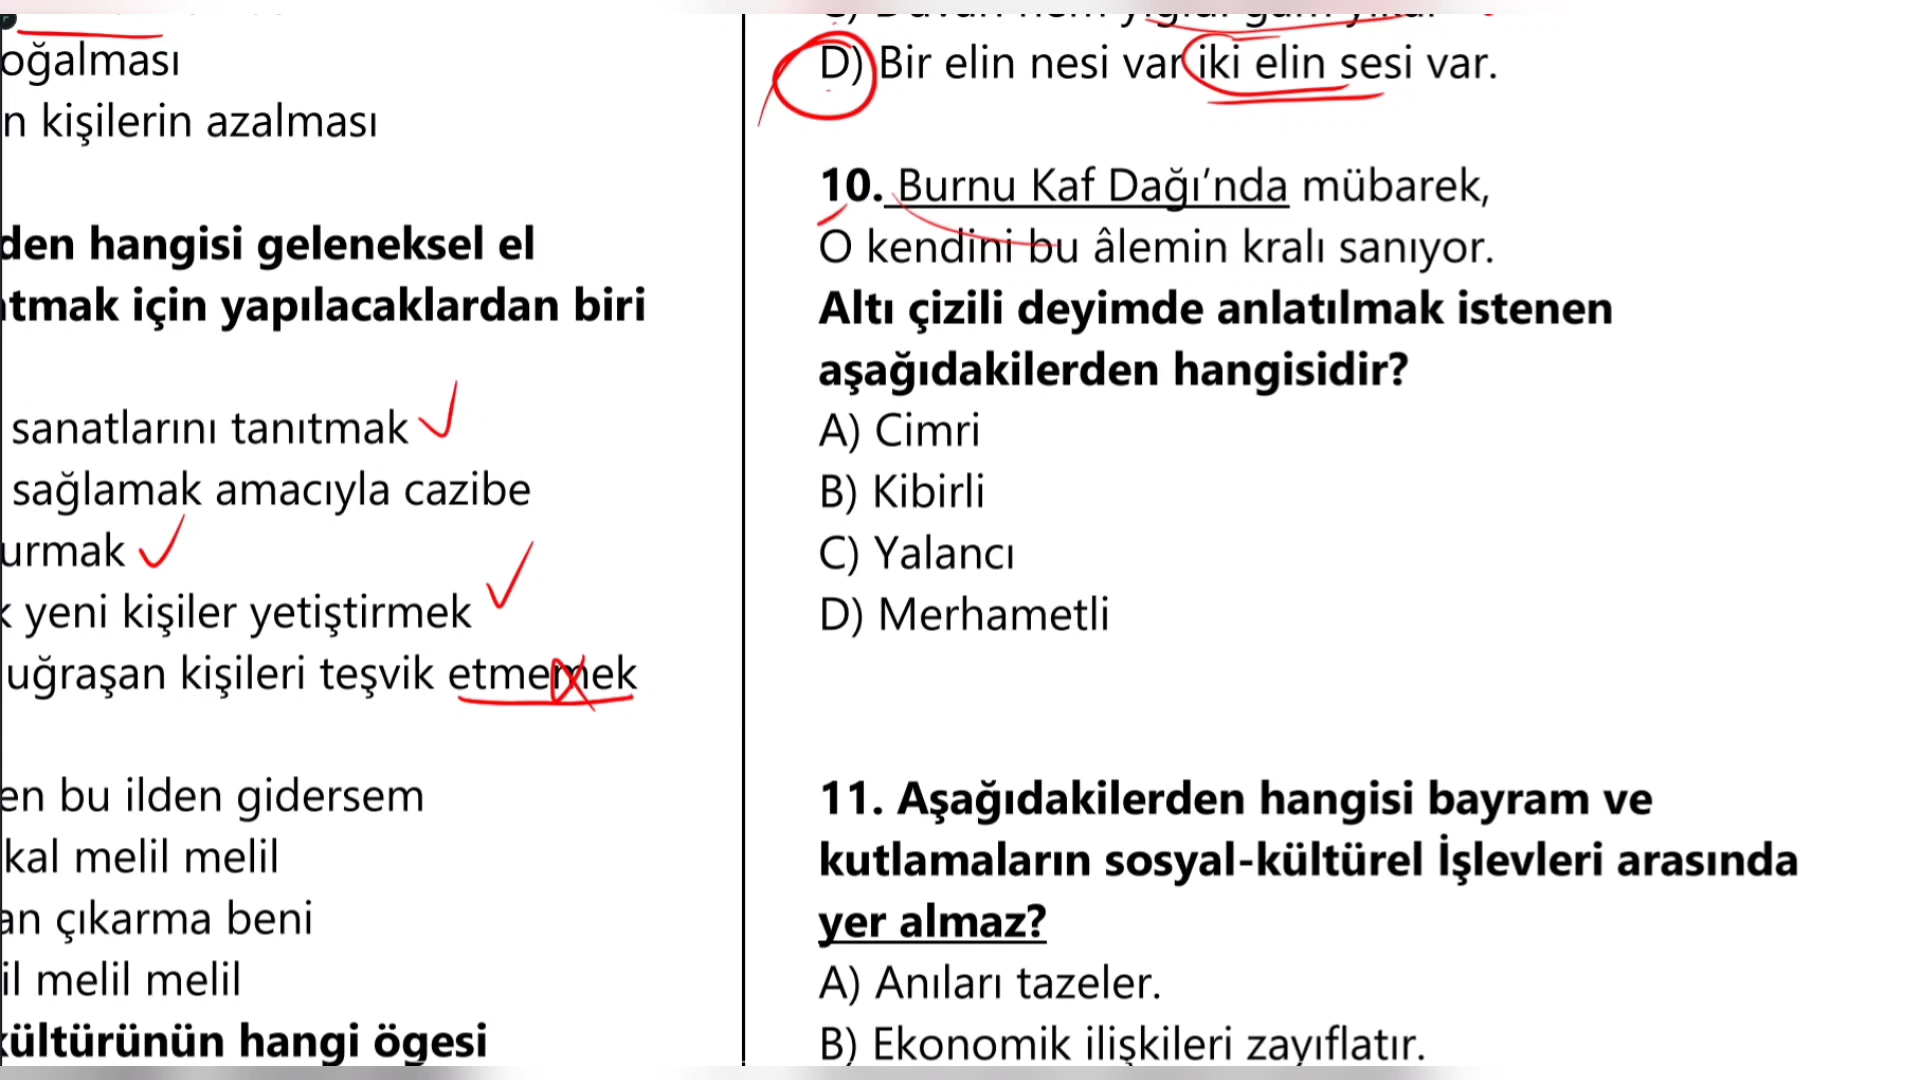 oğalması
n kişilerin azalması
den hangisi geleneksel el
tmak için yapılacaklardan biri
sanatlarını tanıtmak
sağlamak amacıyla cazibe
urmak
k yeni kişiler yetiştirmek
uğraşan kişileri teşvik etmemek
en bu ilden gidersem
kal melil melil
an çıkarma beni
il melil melil
kültürünün hangi ögesi
D) Bir elin nesi var iki elin sesi var.
10. Burnu Kaf Dağı’nda mübarek,
O kendini bu âlemin kralı sanıyor.
Altı çizili deyimde anlatılmak istenen
aşağıdakilerden hangisidir?
A) Cimri
B) Kibirli
C) Yalancı
D) Merhametli
11. Aşağıdakilerden hangisi bayram ve
kutlamaların sosyal-kültürel İşlevleri arasında
yer almaz?
A) Anıları tazeler.
B) Ekonomik ilişkileri zayıflatır.